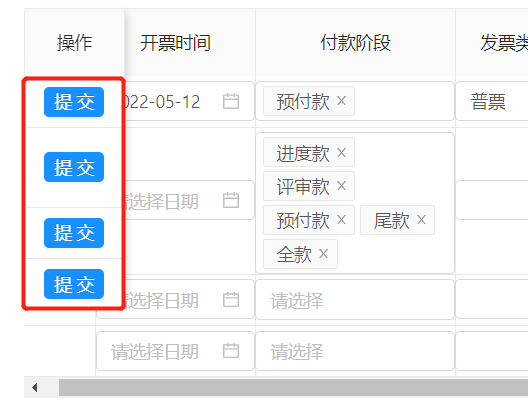 操作 开票时间 付款阶段 发票类
提交 022-05-12 预付款 × 普票
提交 请选择日期 进度款 ×
评审款 ×
预付款 × 尾款 ×
全款 ×
提交 请选择日期 请选择
提交 请选择日期 请选择